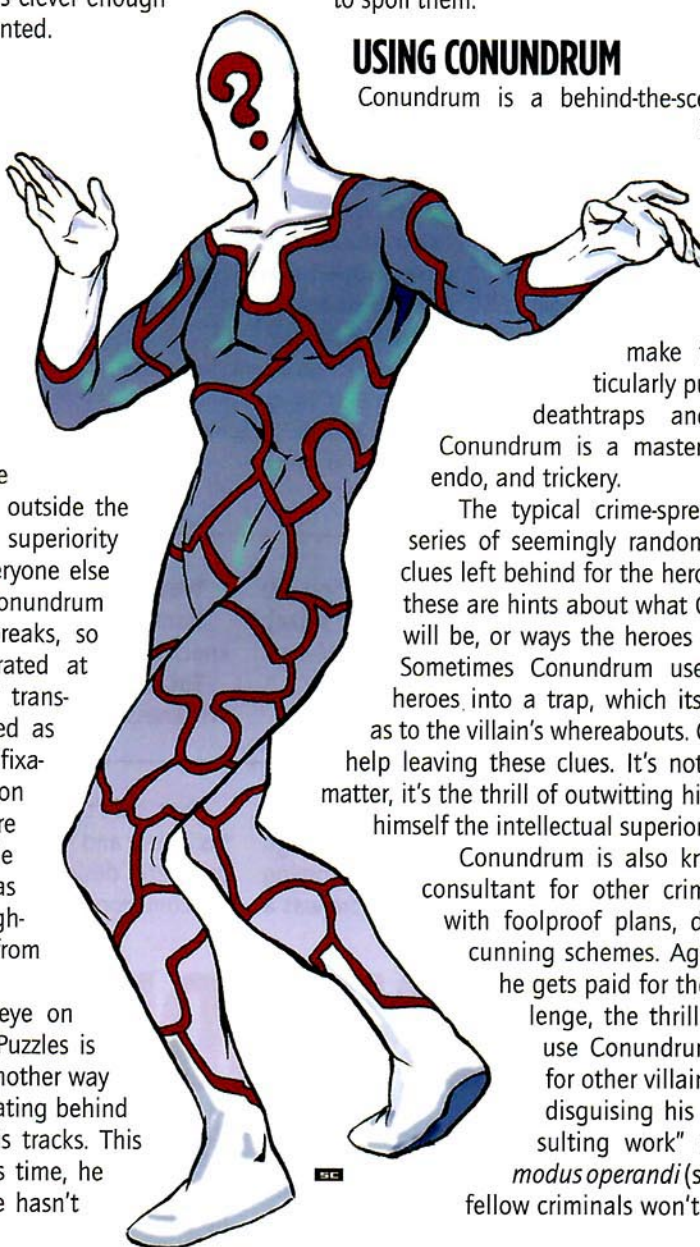 clever enough
nted.
outside the
superiority
eryone else
onundrum
reaks, so
rated at
trans-
ed as
fixa-
on
re
e
as
gh-
from
eye on
Puzzles is
nother way
ating behind
s tracks. This
s time, he
e hasn't
?
SC
to spoil them.
USING CONUNDRUM
Conundrum is a behind-the-sc
make
ticularly pu
deathtraps and
Conundrum is a master
endo, and trickery.
The typical crime-spre
series of seemingly random
clues left behind for the hero
these are hints about what
will be, or ways the heroes
Sometimes Conundrum use
heroes into a trap, which its
as to the villain's whereabouts.
help leaving these clues. It's not
matter, it's the thrill of outwitting hi
himself the intellectual superior
Conundrum is also kn
consultant for other crim
with foolproof plans, d
cunning schemes. Ag
he gets paid for the
lenge, the thrill
use Conundrum
for other villain
disguising his
sulting work"
modus operandi (s
fellow criminals won't